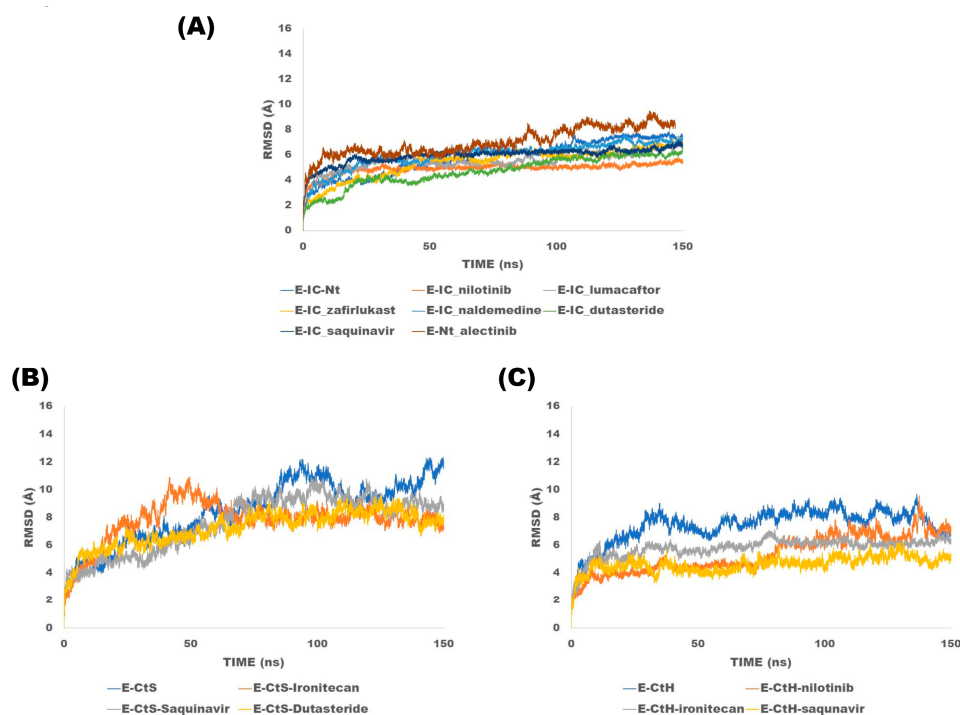 (A)
16
14
12
10
8
6
4
2
0
RMSD (Å)
0 50 100 150
TIME (ns)
E-IC-Nt E-IC_nilotinib E-IC_lumacaftor
E-IC_zafirlukast E-IC_naldemedine E-IC_dutasteride
E-IC_saquinavir E-Nt_alectinib
(B)
16
14
12
10
8
6
4
2
0
RMSD (Å)
0 50 100 150
TIME (ns)
E-CtS E-CtS-Ironitecan
E-CtS-Saquinavir E-CtS-Dutasteride
(C)
16
14
12
10
8
6
4
2
0
RMSD (Å)
0 50 100 150
TIME (ns)
E-CtH E-CtH-nilotinib
E-CtH-ironitecan E-CtH-saqunavir